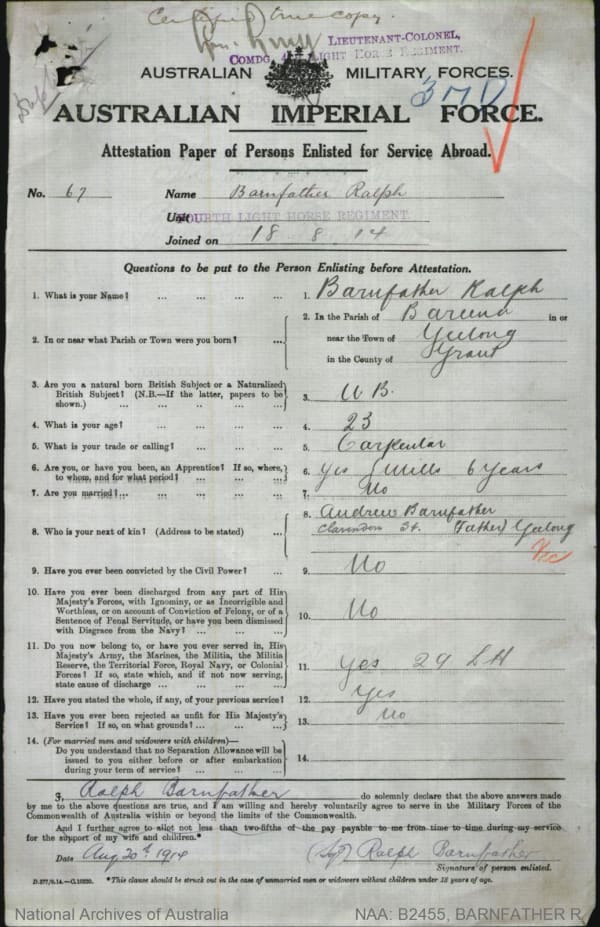 Certified true copy.
LIEUTENANT-COLONEL,
COMDG. 4th LIGHT HORSE REGIMENT.
AUSTRALIAN MILITARY FORCES.
3 MD
AUSTRALIAN IMPERIAL FORCE.
Attestation Paper of Persons Enlisted for Service Abroad.
No. 67 Name Barnfather Ralph
Unit FOURTH LIGHT HORSE REGIMENT
Joined on 18 8 14
Questions to be put to the Person Enlisting before Attestation.
1. What is your Name? ... ... ... ... 1. Barnfather Ralph
2. In or near what Parish or Town were you born? ... 2. In the Parish of in or
near the Town of Geelong
in the County of Grant
3. Are you a natural born British Subject or a Naturalized
British Subject? (N.B.—If the latter, papers to be
shown.) ... ... ... ... ... 3. N B.
4. What is your age? ... ... ... ... 4. 23
5. What is your trade or calling? ... ... ... 5. Carpenter
6. Are you, or have you been, an Apprentice? If so, where,
to whom, and for what period? ... ... ... 6. Yes 6 years
7. Are you married? ... ... ... ... ... 7. No
8. Who is your next of kin? (Address to be stated) ... 8. Andrew Barnfather
Clarendon St. (Father) Geelong
Vic
9. Have you ever been convicted by the Civil Power? ... 9. No
10. Have you ever been discharged from any part of His
Majesty's Forces, with Ignominy, or as Incorrigible and
Worthless, or on account of Conviction of Felony, or of a
Sentence of Penal Servitude, or have you been dismissed
with Disgrace from the Navy? ... ... ... 10. No
11. Do you now belong to, or have you ever served in, His
Majesty's Army, the Marines, the Militia, the Militia
Reserve, the Territorial Force, Royal Navy, or Colonial
Forces? If so, state which, and if not now serving,
state cause of discharge ... ... ... ... 11. Yes 29 LH
12. Have you stated the whole, if any, of your previous service? 12. Yes
13. Have you ever been rejected as unfit for His Majesty's
Service? If so, on what grounds? ... ... ... 13. No
14. (For married men and widowers with children)—
Do you understand that no Separation Allowance will be
issued to you either before or after embarkation
during your term of service? ... ... ... 14.
I, Ralph Barnfather do solemnly declare that the above answers made
by me to the above questions are true, and I am willing and hereby voluntarily agree to serve in the Military Forces of the
Commonwealth of Australia within or beyond the limits of the Commonwealth.
And I further agree to allot not less than two-fifths of the pay payable to me from time to time during my service
for the support of my wife and children.*
Date Aug 20th 1914 (Sgd) Ralph Barnfather
Signature of person enlisted.
*This clause should be struck out in the case of unmarried men or widowers without children under 18 years of age.
National Archives of Australia NAA: B2455, BARNFATHER R